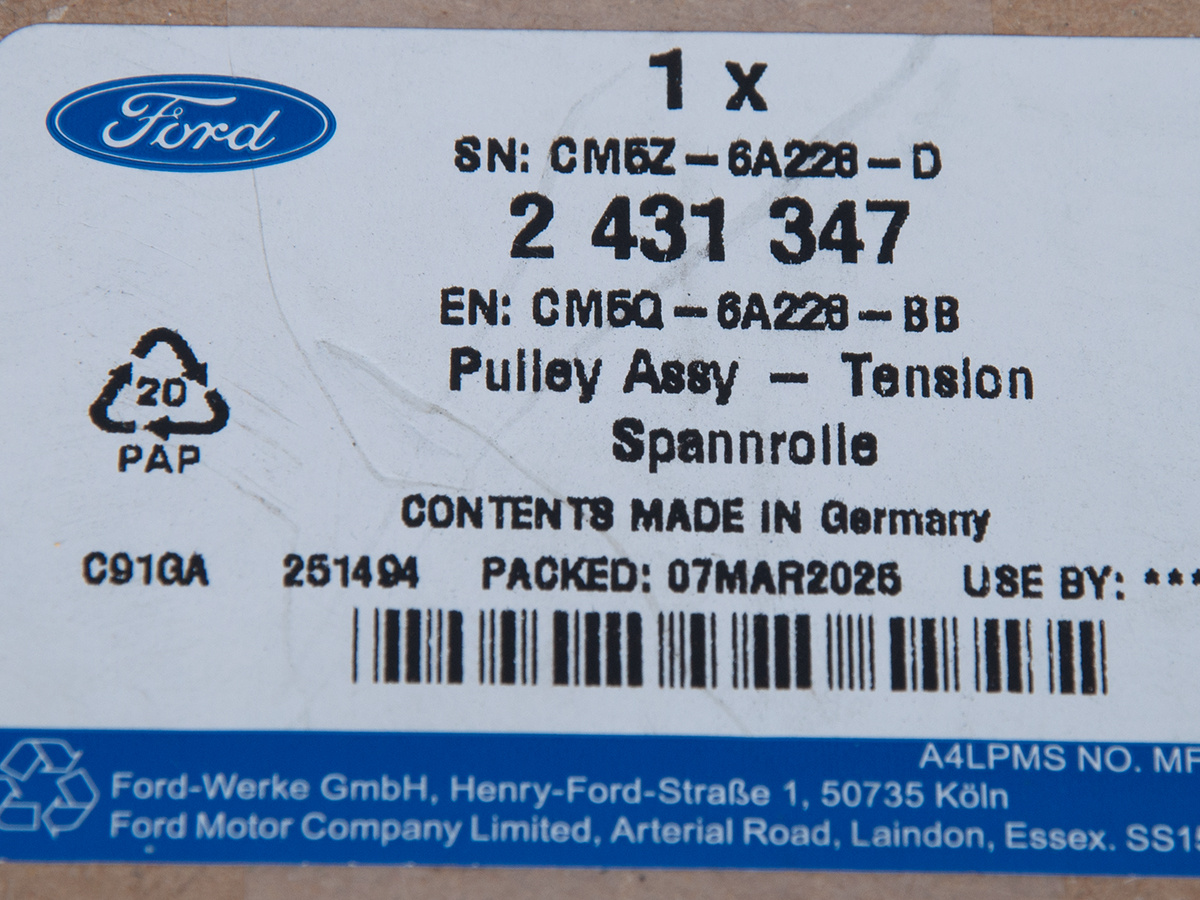 Ford
1 x
SN: CM5Z-6A228-D
2 431 347
EN: CM5Q-6A228-BB
Pulley Assy - Tension
Spannrolle
20
PAP
CONTENTS MADE IN Germany
C91GA 251494 PACKED: 07MAR2025 USE BY: ***
A4LPMS NO. MF
Ford-Werke GmbH, Henry-Ford-Straße 1, 50735 Köln
Ford Motor Company Limited, Arterial Road, Laindon, Essex. SS15